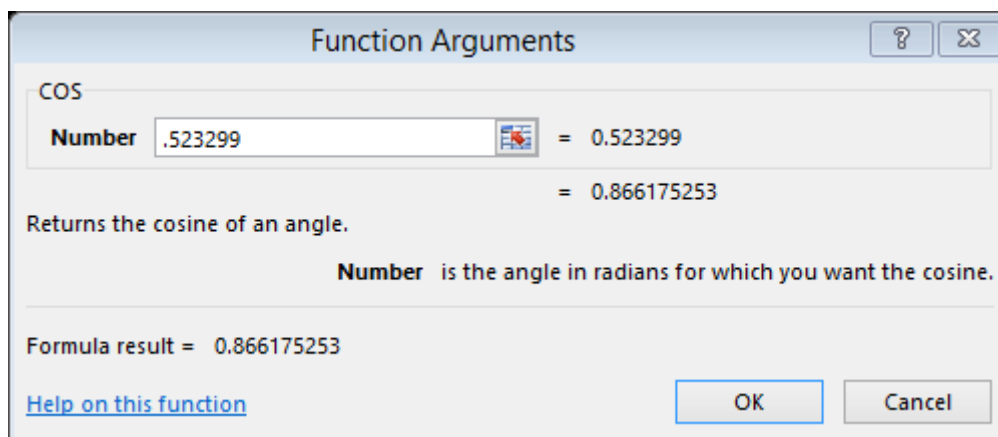 Function Arguments
COS
Number .523299 = 0.523299
= 0.866175253
Returns the cosine of an angle.
Number is the angle in radians for which you want the cosine.
Formula result = 0.866175253
Help on this function
OK Cancel